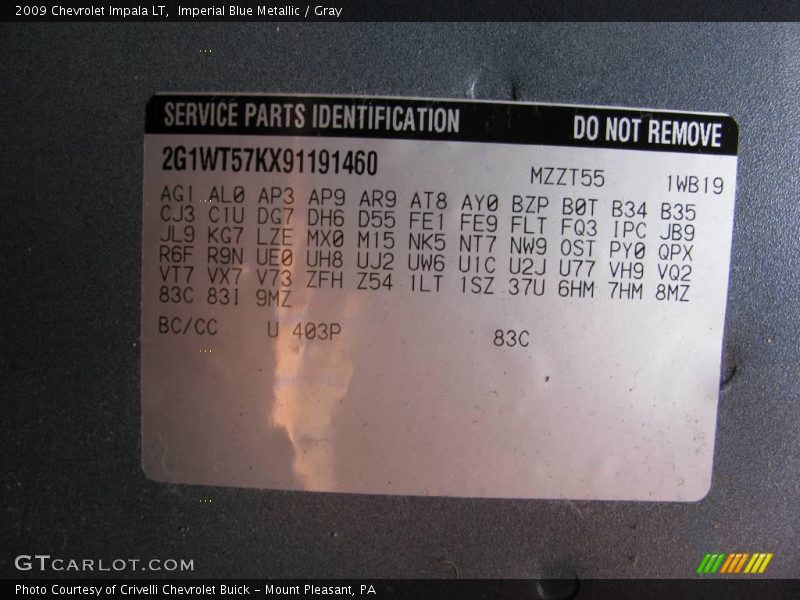 2009 Chevrolet Impala LT,  Imperial Blue Metallic / Gray
SERVICE PARTS IDENTIFICATION DO NOT REMOVE
2G1WT57KX91191460 MZZT55 1WB19
AG1 AL0 AP3 AP9 AR9 AT8 AY0 BZP B0T B34 B35
CJ3 C1U DG7 DH6 D55 FE1 FE9 FLT FQ3 IPC JB9
JL9 KG7 LZE MX0 M15 NK5 NT7 NW9 OST PY0 QPX
R6F R9N UE0 UH8 UJ2 UW6 U1C U2J U77 VH9 VQ2
VT7 VX7 V73 ZFH Z54 1LT 1SZ 37U 6HM 7HM 8MZ
83C 83I 9MZ
BC/CC U 403P 83C
GTCARLOT.COM
Photo Courtesy of Crivelli Chevrolet Buick - Mount Pleasant, PA